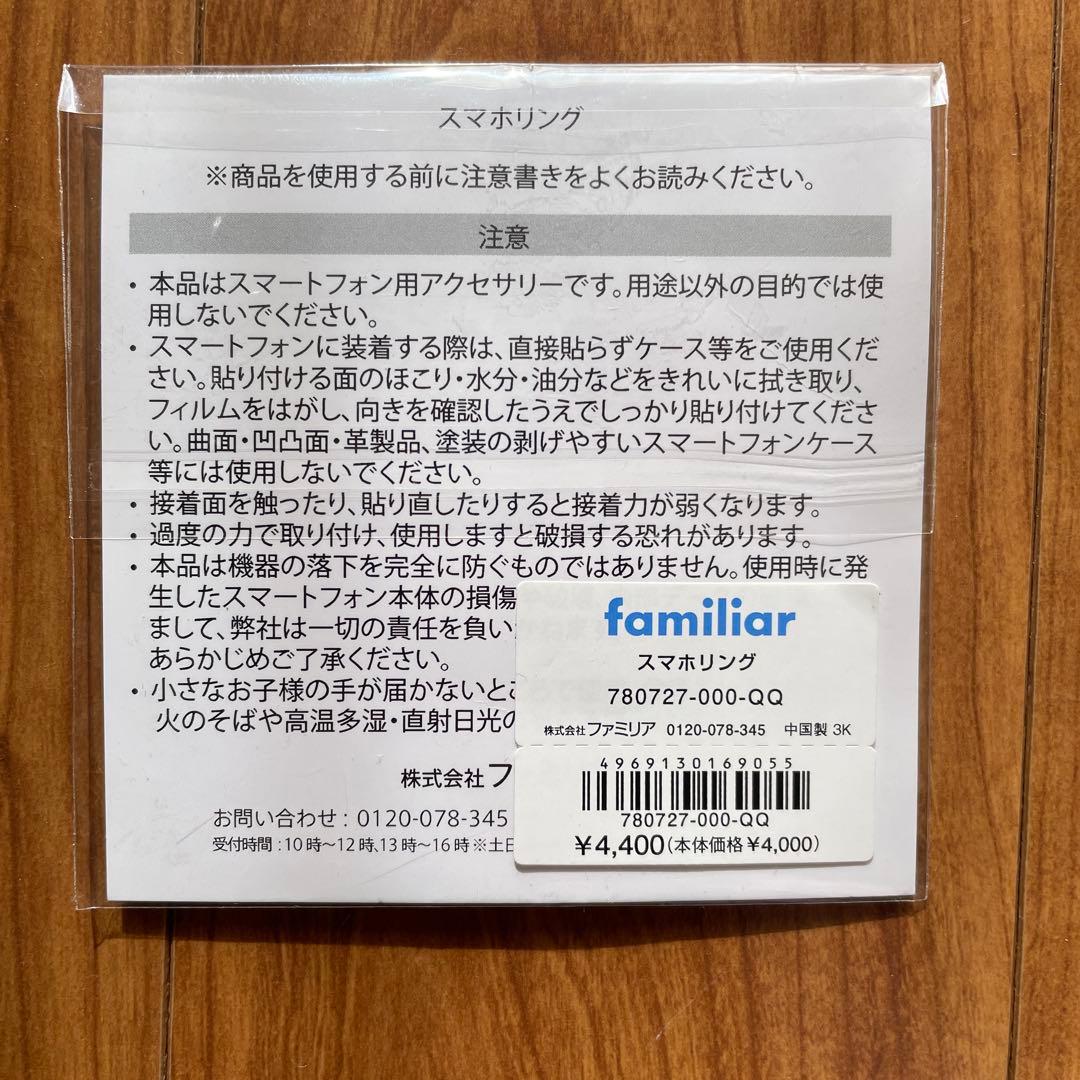 スマホリング
※商品を使用する前に注意書きをよくお読みください。
注意
・本品はスマートフォン用アクセサリーです。用途以外の目的では使
用しないでください。
・スマートフォンに装着する際は、直接貼らずケース等をご使用くだ
さい。貼り付ける面のほこり・水分・油分などをきれいに拭き取り、
フィルムをはがし、向きを確認したうえでしっかり貼り付けてくださ
い。曲面・凹凸面・革製品、塗装の剥げやすいスマートフォンケース
等には使用しないでください。
・接着面を触ったり、貼り直したりすると接着力が弱くなります。
・過度の力で取り付け、使用しますと破損する恐れがあります。
・本品は機器の落下を完全に防ぐものではありません。使用時に発
生したスマートフォン本体の損傷
まして、弊社は一切の責任を負い
あらかじめご了承ください。
・小さなお子様の手が届かないとこ
火のそばや高温多湿・直射日光の
株式会社フ
お問い合わせ : 0120-078-345
受付時間 : 10時〜12時、13時〜16時 ※土日
familiar
スマホリング
780727-000-QQ
株式会社ファミリア 0120-078-345 中国製 3K
4969130169055
780727-000-QQ
¥4,400(本体価格¥4,000)